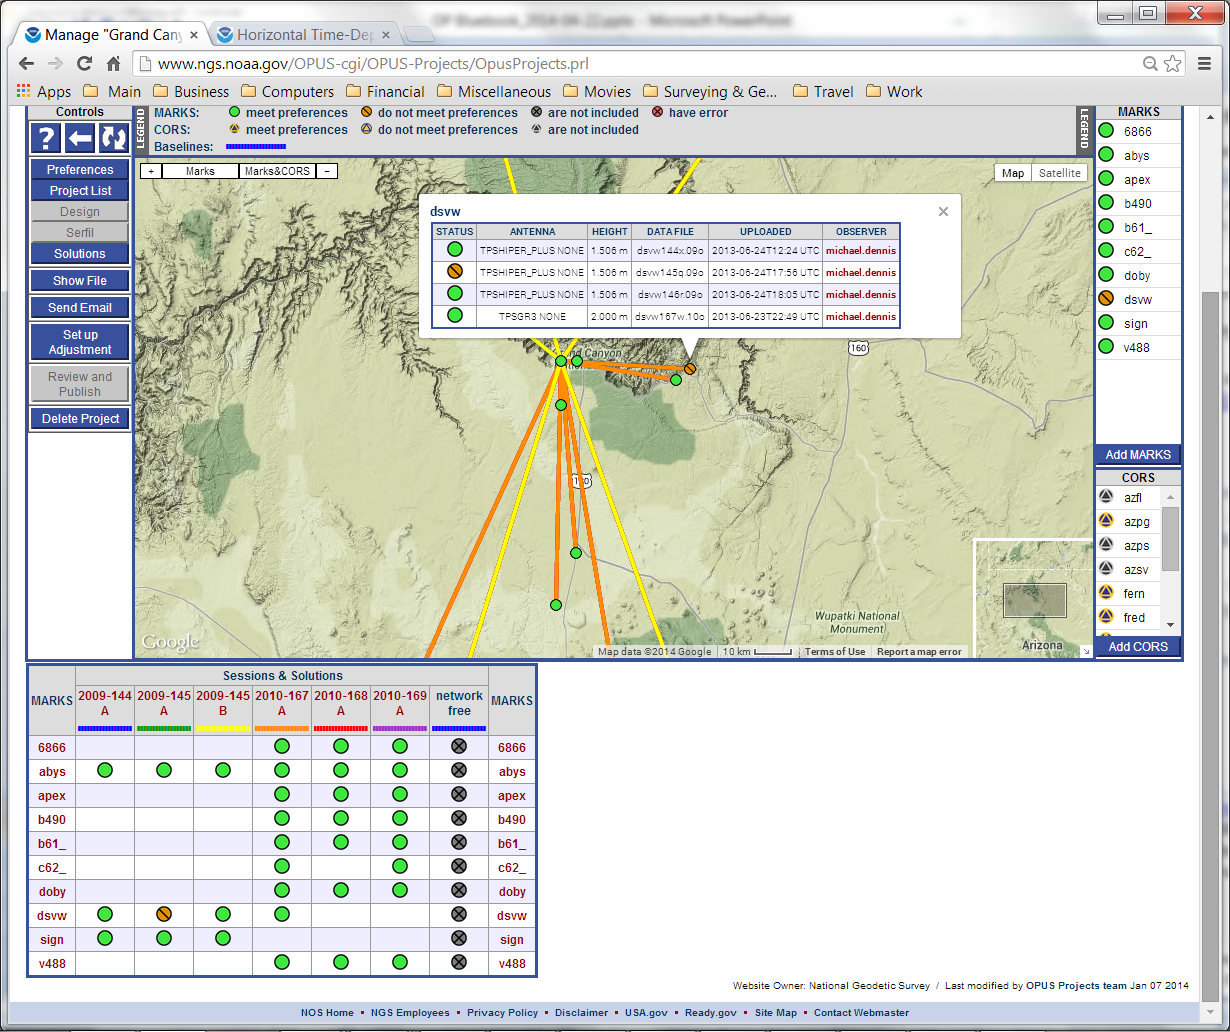 OP Bluebook_2014-04-22.pptx - Microsoft PowerPoint
Manage "Grand Cany
Horizontal Time-Dep
www.ngs.noaa.gov/OPUS-cgi/OPUS-Projects/OpusProjects.prl
Apps Main Business Computers Financial Miscellaneous Movies Surveying & Ge... Travel Work
Controls
?
Preferences
Project List
Design
Serfil
Solutions
Show File
Send Email
Set up
Adjustment
Review and
Publish
Delete Project
LEGEND
MARKS: meet preferences do not meet preferences are not included have error
CORS: meet preferences do not meet preferences are not included
Baselines:
LEGEND
+ Marks Marks&CORS -
Map Satellite
dsvw
STATUS ANTENNA HEIGHT DATA FILE UPLOADED OBSERVER
TPSHIPER_PLUS NONE 1.506 m dsvw144x.09o 2013-06-24T12:24 UTC michael.dennis
TPSHIPER_PLUS NONE 1.506 m dsvw145q.09o 2013-06-24T17:56 UTC michael.dennis
TPSHIPER_PLUS NONE 1.506 m dsvw146r.09o 2013-06-24T18:05 UTC michael.dennis
TPSGR3 NONE 2.000 m dsvw167w.10o 2013-06-23T22:49 UTC michael.dennis
nd Canyon
160
Wupatki National
Monument
Google
Map data ©2014 Google 10 km Terms of Use Report a map error
Arizona
MARKS
6866
abys
apex
b490
b61_
c62_
doby
dsvw
sign
v488
Add MARKS
CORS
azfl
azpg
azps
azsv
fern
fred
Add CORS
MARKS Sessions & Solutions MARKS
2009-144 2009-145 2009-145 2010-167 2010-168 2010-169 network
A A B A A A free
6866 6866
abys abys
apex apex
b490 b490
b61_ b61_
c62_ c62_
doby doby
dsvw dsvw
sign sign
v488 v488
Website Owner: National Geodetic Survey / Last modified by OPUS Projects team Jan 07 2014
NOS Home NGS Employees Privacy Policy Disclaimer USA.gov Ready.gov Site Map Contact Webmaster